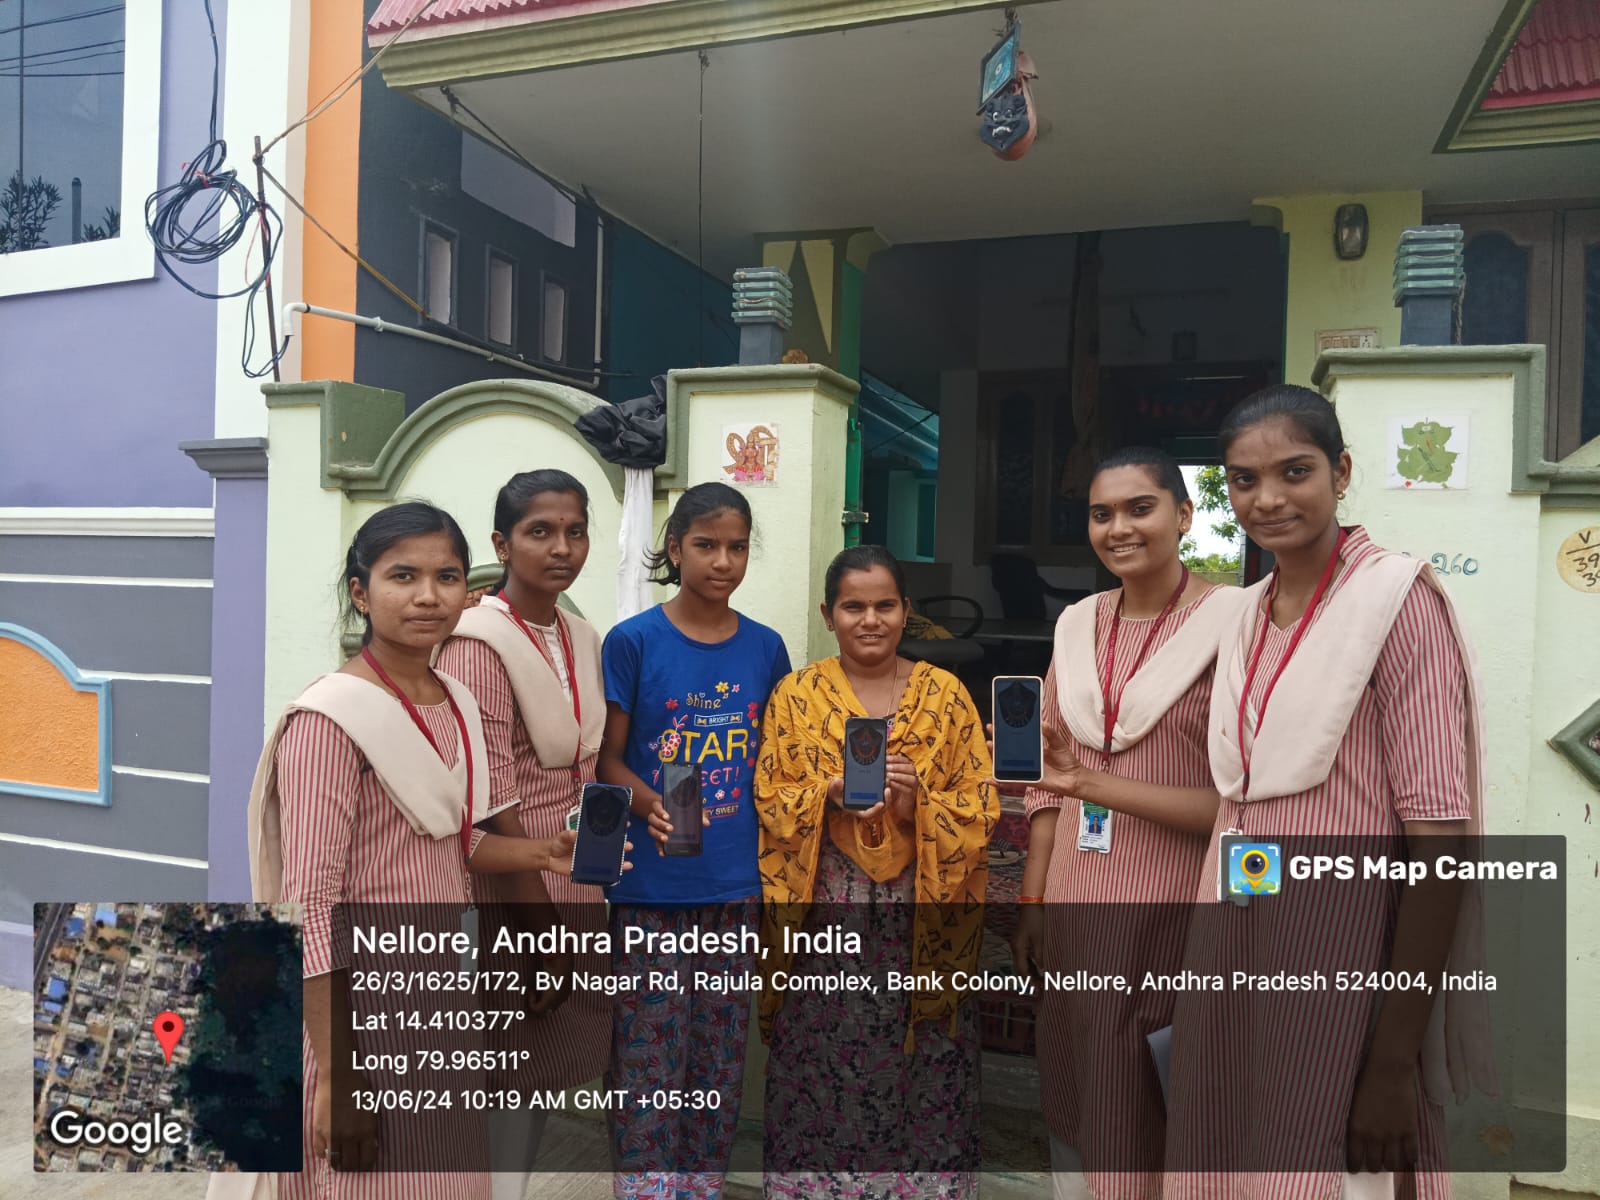 श्री
260
V
39
Shine
BRIGHT
STAR
SWEET!
SWEET
GPS Map Camera
Nellore, Andhra Pradesh, India
26/3/1625/172, Bv Nagar Rd, Rajula Complex, Bank Colony, Nellore, Andhra Pradesh 524004, India
Lat 14.410377°
Long 79.96511°
13/06/24 10:19 AM GMT +05:30
Google